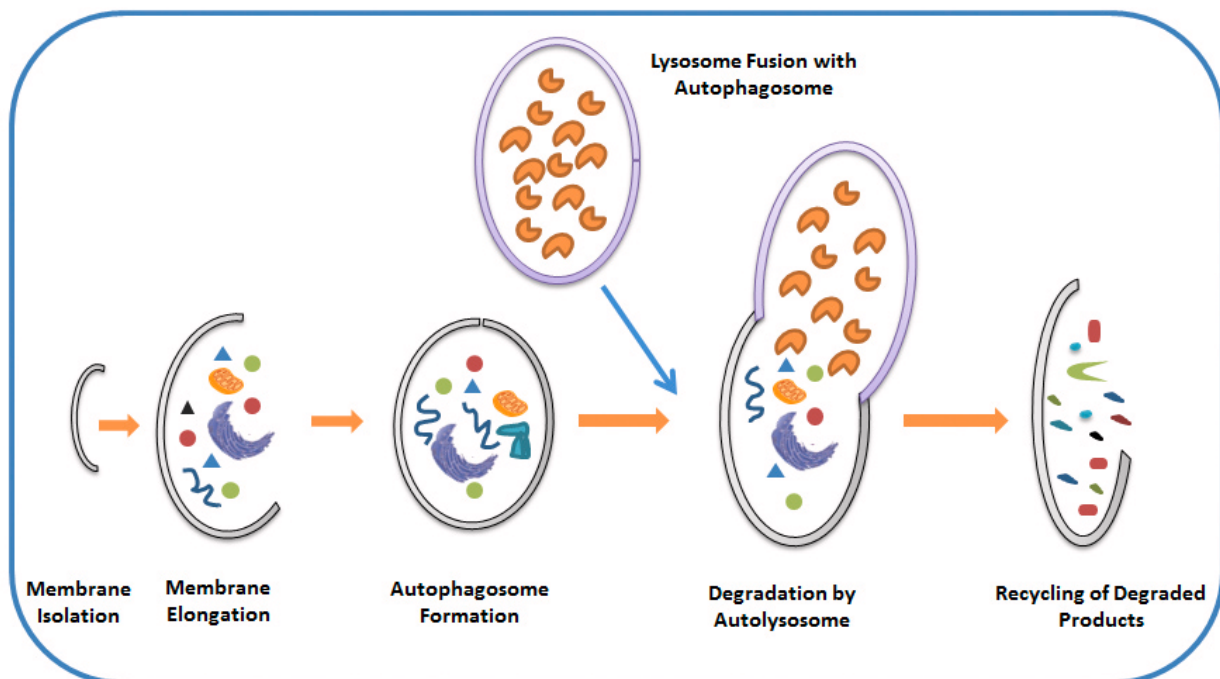 Lysosome Fusion with
Autophagosome
Membrane
Isolation
Membrane
Elongation
Autophagosome
Formation
Degradation by
Autolysosome
Recycling of Degraded
Products